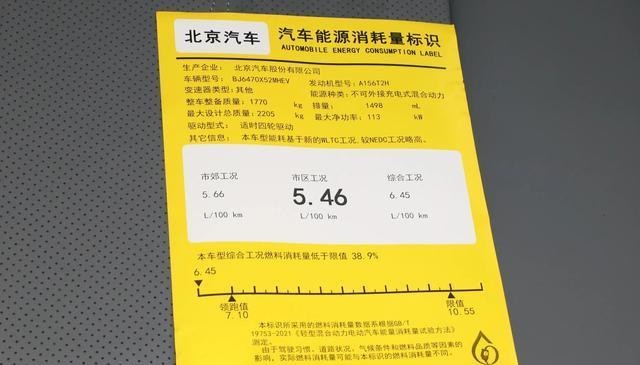 北京汽车 汽车能源消耗量标识
AUTOMOBILE ENERGY CONSUMPTION LABEL
生产企业: 北京汽车股份有限公司
车辆型号: BJ6470X52MHEV 发动机型号: A156T2H
变速器类型: 其他 能源种类: 不可外接充电式混合动力
整车整备质量: 1770 kg 排量: 1498 mL
最大设计总质量: 2205 kg 最大净功率: 113 kW
驱动型式: 适时四轮驱动
其它信息: 本车型能耗基于新的WLTC工况, 较NEDC工况略高。
市郊工况 市区工况 综合工况
5.66 5.46 6.45
L/100 km L/100 km L/100 km
本车型综合工况燃料消耗量低于限值 38.9%
6.45
领跑值 限值
7.10 10.55
本标识所采用的燃料消耗量数据系根据GB/T
19753-2021《轻型混合动力电动汽车能量消耗量试验方法》
测定。
由于驾驶习惯、道路状况、气候条件和燃料品质等因素的
影响, 实际燃料消耗量可能与本标识的燃料消耗量不同。